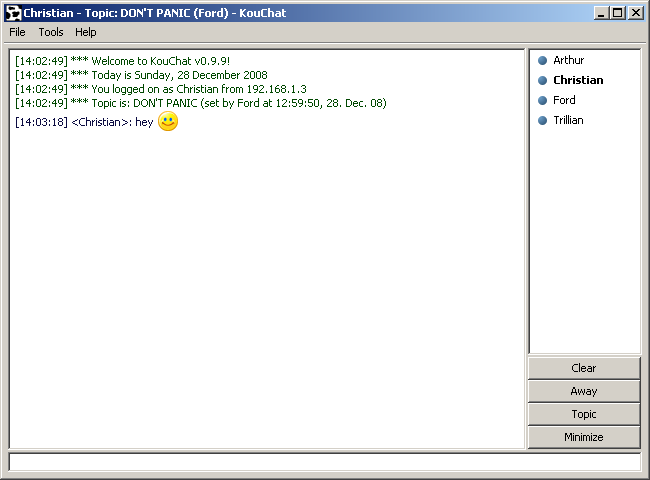 Christian - Topic: DON'T PANIC (Ford) - KouChat
File Tools Help
[14:02:49] *** Welcome to KouChat v0.9.9!
[14:02:49] *** Today is Sunday, 28 December 2008
[14:02:49] *** You logged on as Christian from 192.168.1.3
[14:02:49] *** Topic is: DON'T PANIC (set by Ford at 12:59:50, 28. Dec. 08)
[14:03:18] <Christian>: hey
Arthur
Christian
Ford
Trillian
Clear
Away
Topic
Minimize